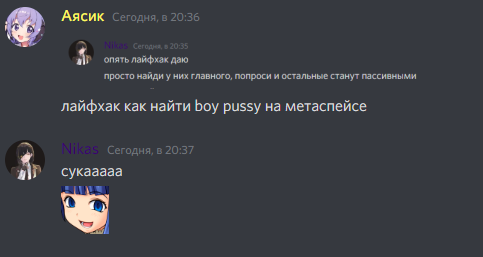 Аясик Сегодня, в 20:36
Nikas Сегодня, в 20:35
опять лайфхак даю
просто найди у них главного, попроси и остальные станут пассивными
лайфхак как найти boy pussy на метаспейсе
Nikas Сегодня, в 20:37
сукааааа